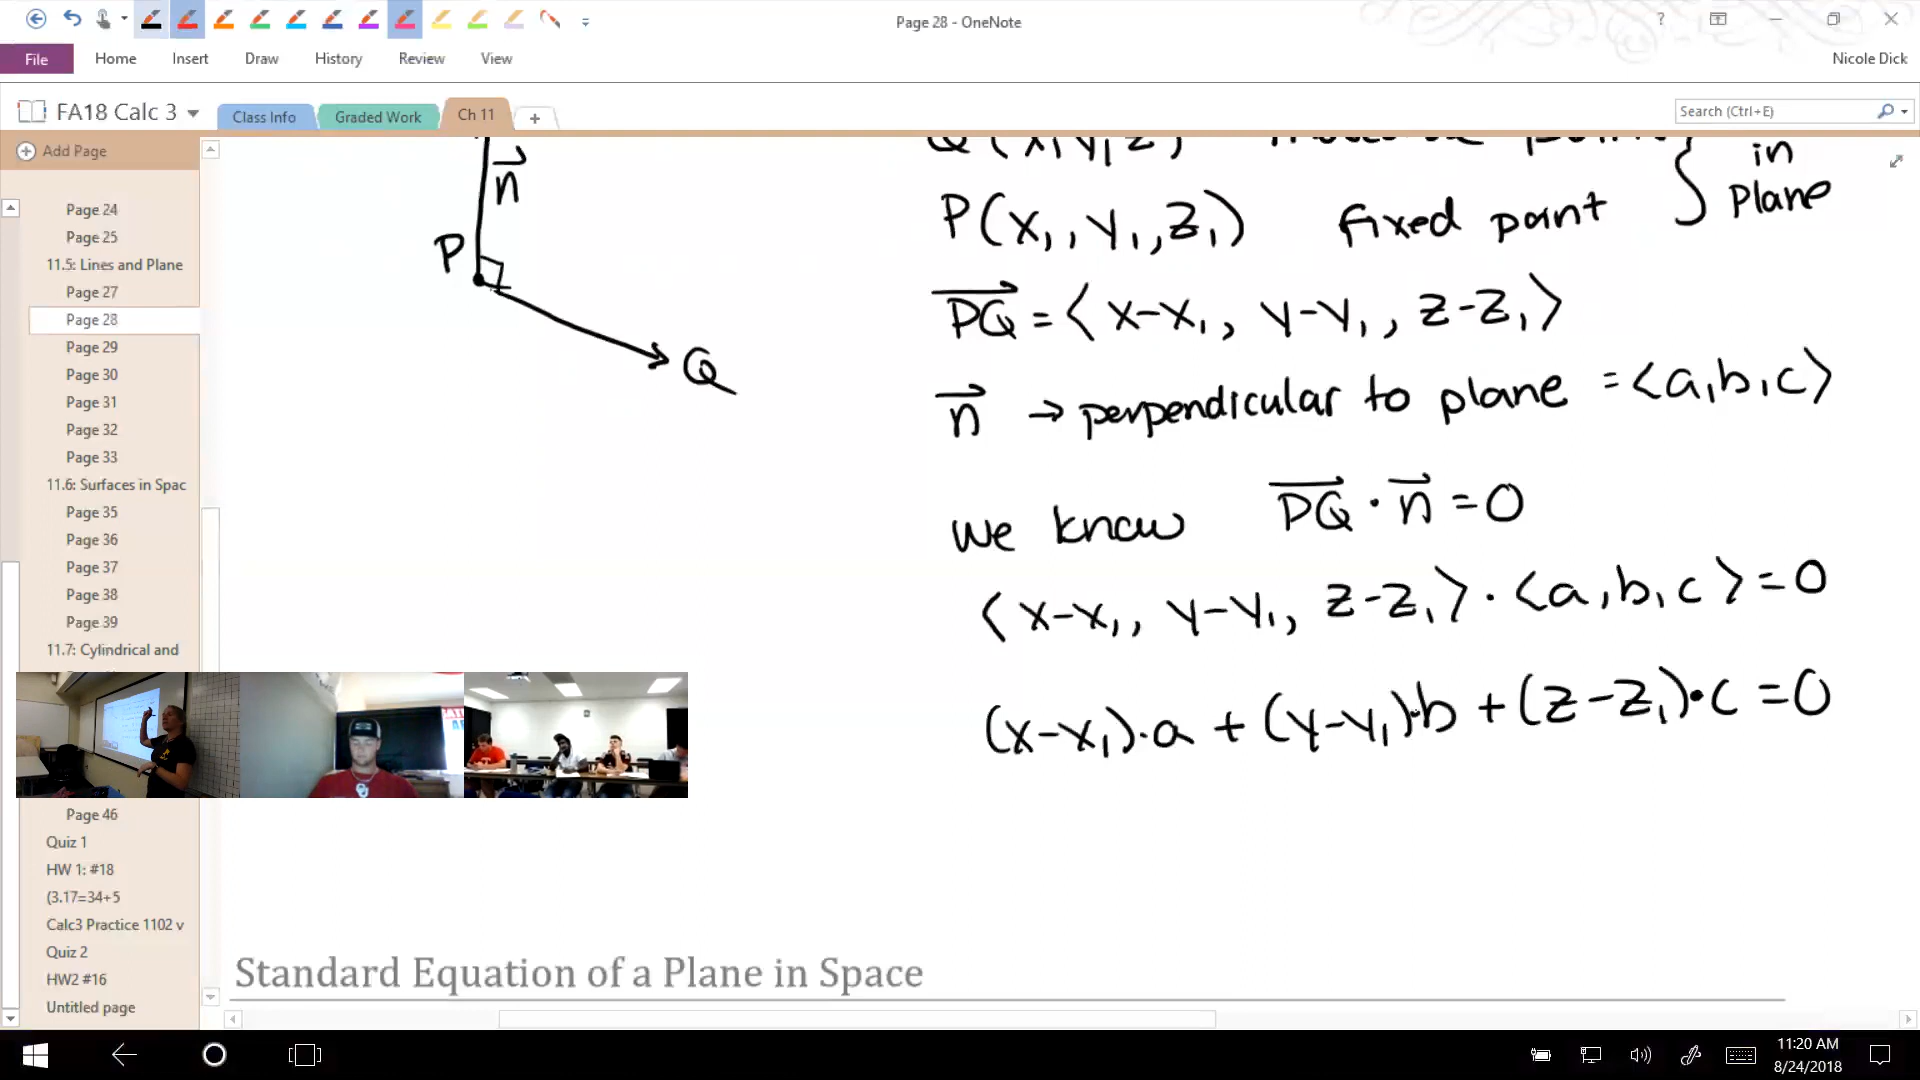 Page 28 - OneNote
?
File Home Insert Draw History Review View
Nicole Dick
FA18 Calc 3
Class Info Graded Work Ch 11 +
Search (Ctrl+E)
Add Page
Page 24
Page 25
11.5: Lines and Plane
Page 27
Page 28
Page 29
Page 30
Page 31
Page 32
Page 33
11.6: Surfaces in Spac
Page 35
Page 36
Page 37
Page 38
Page 39
11.7: Cylindrical and
Page 46
Quiz 1
HW 1: #18
(3.17=34+5
Calc3 Practice 1102 v
Quiz 2
HW2 #16
Untitled page
n⃗
P
Q
Q(x,y,z)
in
plane
P(x₁, y₁, z₁) fixed point
PQ⃗ = ⟨x-x₁, y-y₁, z-z₁⟩
n⃗ → perpendicular to plane = ⟨a,b,c⟩
we know PQ⃗ · n⃗ = 0
⟨x-x₁, y-y₁, z-z₁⟩ · ⟨a,b,c⟩ = 0
(x-x₁)·a + (y-y₁)·b + (z-z₁)·c = 0
Standard Equation of a Plane in Space
11:20 AM
8/24/2018